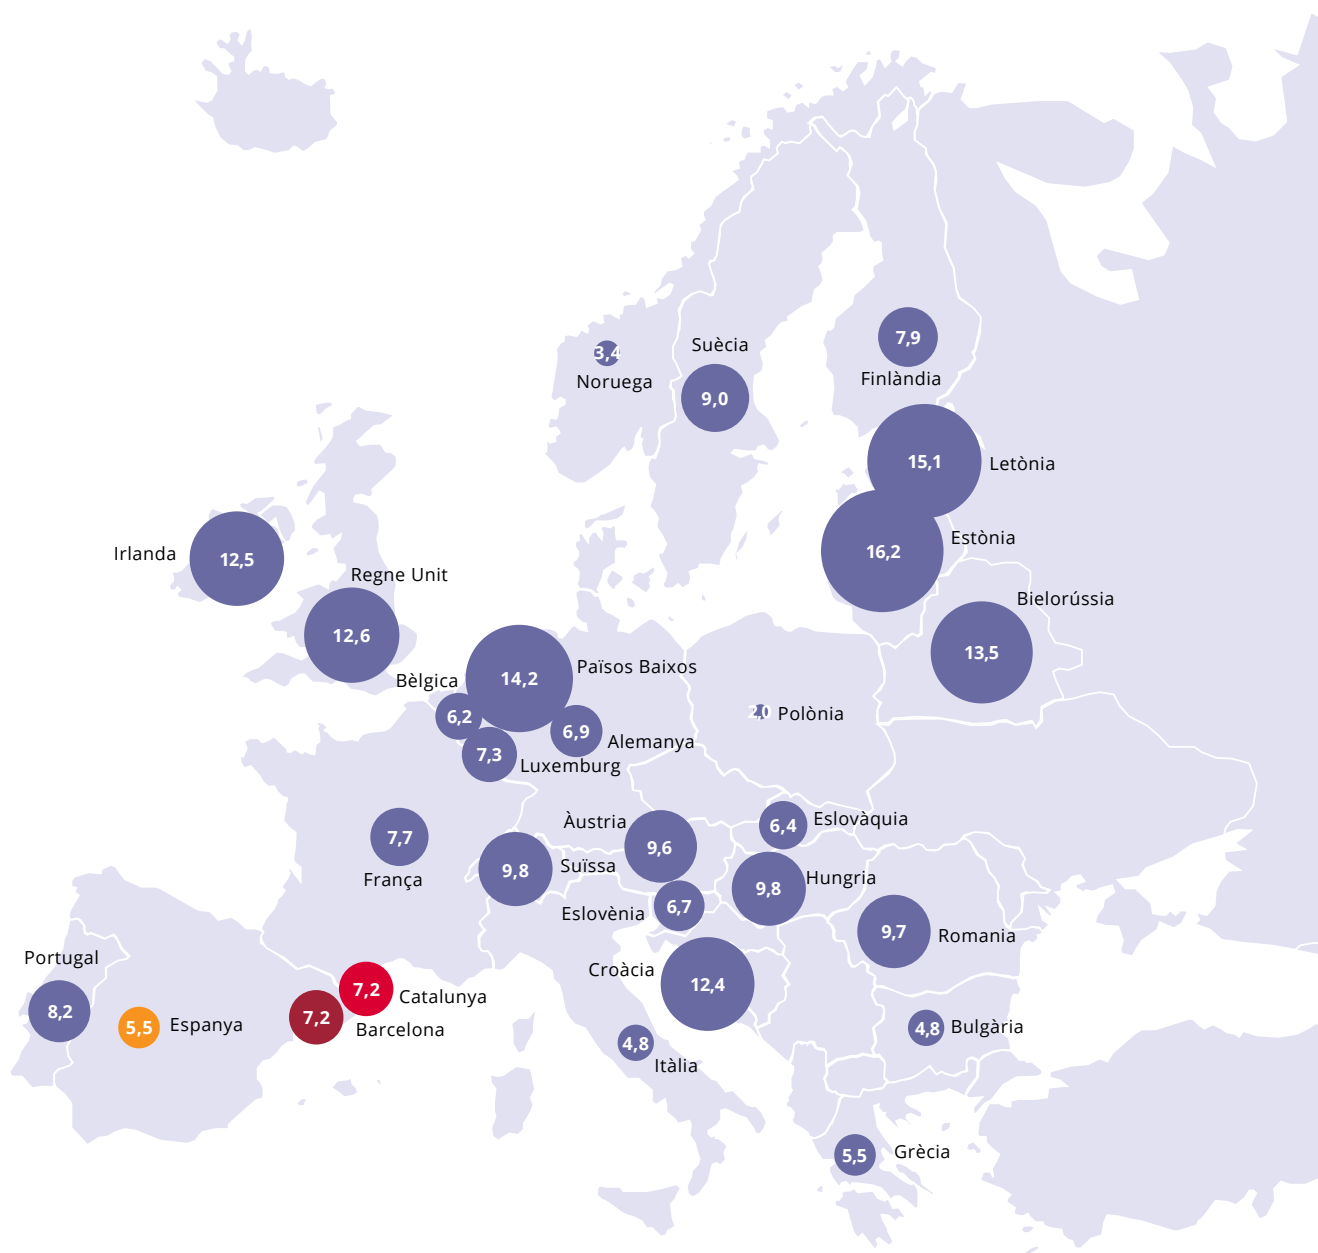 Suècia
9,0
3,4
Noruega
7,9
Finlàndia
15,1
Letònia
Irlanda
12,5
16,2
Estònia
Regne Unit
12,6
Bielorússia
13,5
Bèlgica
14,2
Països Baixos
6,2
6,9
Alemanya
7,3
Luxemburg
2,0
Polònia
Àustria
9,6
6,4
Eslovàquia
7,7
França
9,8
Suïssa
9,8
Hungria
Eslovènia
6,7
9,7
Romania
Portugal
8,2
5,5
Espanya
7,2
Catalunya
7,2
Barcelona
Croàcia
12,4
4,8
Itàlia
4,8
Bulgària
5,5
Grècia